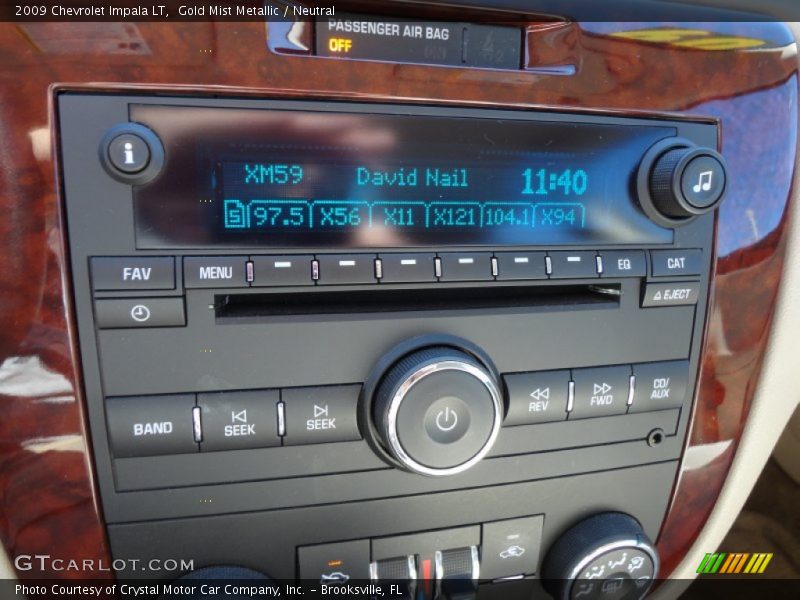 2009 Chevrolet Impala LT, Gold Mist Metallic / Neutral
PASSENGER AIR BAG
OFF
i
XM59 David Nail 11:40
5 97.5 X56 X11 X121 104.1 X94
FAV MENU EQ CAT
EJECT
BAND SEEK SEEK REV FWD CD/AUX
GTCARLOT.COM
Photo Courtesy of Crystal Motor Car Company, Inc. - Brooksville, FL